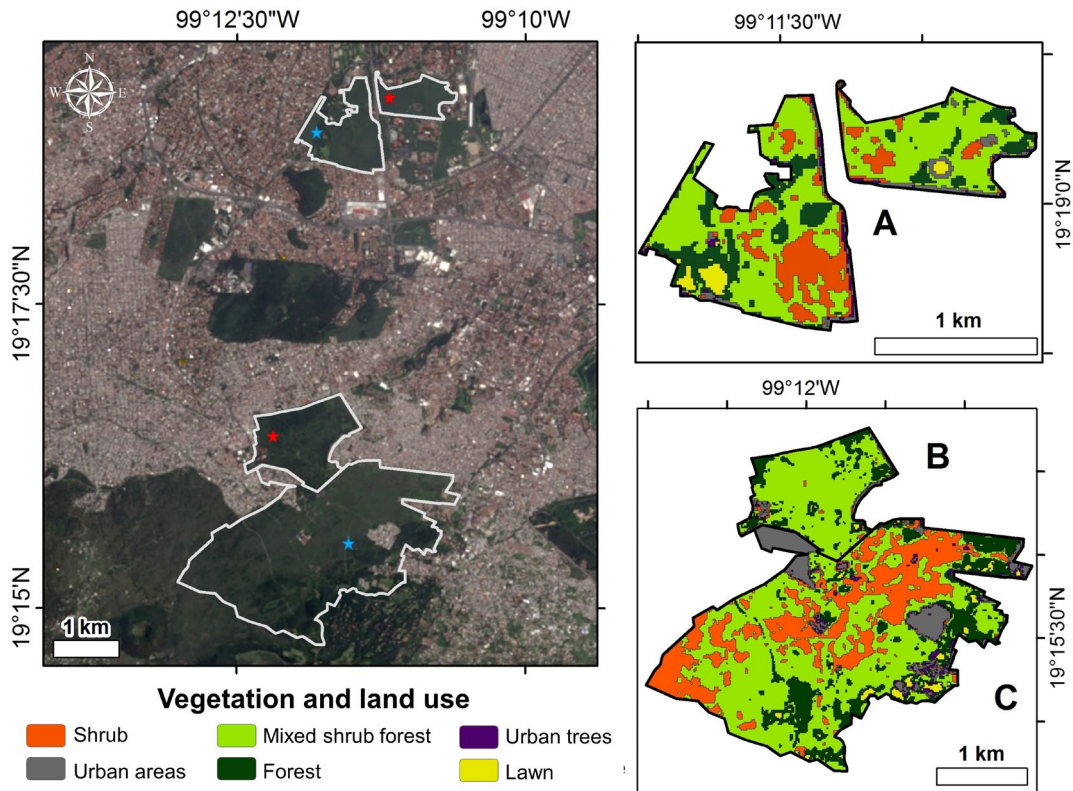 99°12'30"W
99°10'W
N
W
E
S
19°17'30"N
19°15'N
1 km
99°11'30"W
19°19'0"N
A
1 km
99°12'W
B
C
19°15'30"N
1 km
Vegetation and land use
Shrub
Mixed shrub forest
Urban trees
Urban areas
Forest
Lawn